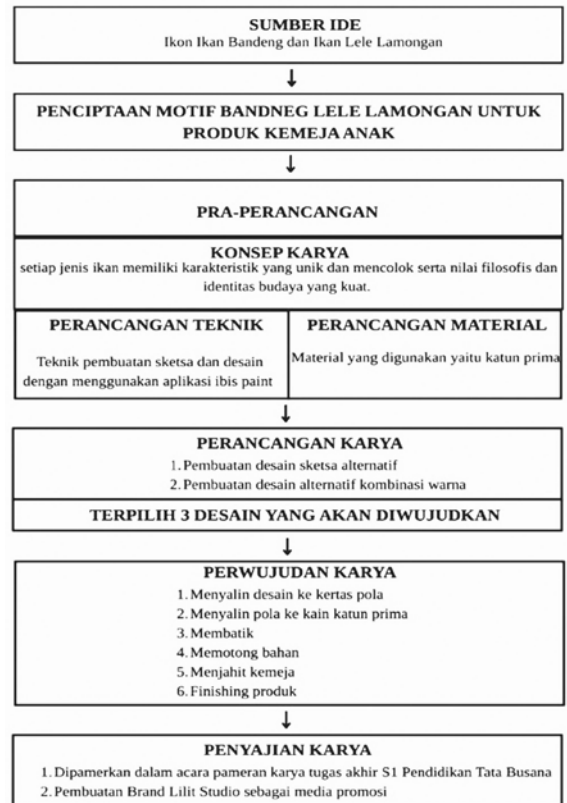 SUMBER IDE
Ikon Ikan Bandeng dan Ikan Lele Lamongan
↓
PENCIPTAAN MOTIF BANDNEG LELE LAMONGAN UNTUK
PRODUK KEMEJA ANAK
↓
PRA-PERANCANGAN
KONSEP KARYA
setiap jenis ikan memiliki karakteristik yang unik dan mencolok serta nilai filosofis dan
identitas budaya yang kuat.
PERANCANGAN TEKNIK
Teknik pembuatan sketsa dan desain
dengan menggunakan aplikasi ibis paint
PERANCANGAN MATERIAL
Material yang digunakan yaitu katun prima
↓
PERANCANGAN KARYA
1. Pembuatan desain sketsa alternatif
2. Pembuatan desain alternatif kombinasi warna
TERPILIH 3 DESAIN YANG AKAN DIWUJUDKAN
↓
PERWUJUDAN KARYA
1. Menyalin desain ke kertas pola
2. Menyalin pola ke kain katun prima
3. Membatik
4. Memotong bahan
5. Menjahit kemeja
6. Finishing produk
↓
PENYAJIAN KARYA
1. Dipamerkan dalam acara pameran karya tugas akhir S1 Pendidikan Tata Busana
2. Pembuatan Brand Lilit Studio sebagai media promosi